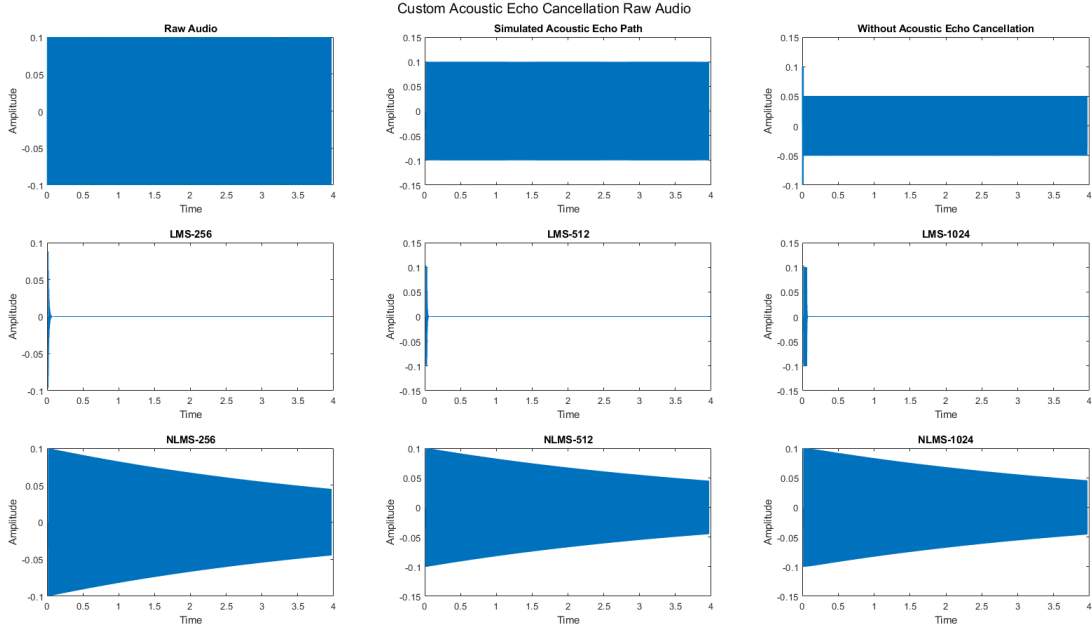 Custom Acoustic Echo Cancellation Raw Audio
Raw Audio
Amplitude
0.1
0.05
0
-0.05
-0.1
0 0.5 1 1.5 2 2.5 3 3.5 4
Time
Simulated Acoustic Echo Path
Amplitude
0.15
0.1
0.05
0
-0.05
-0.1
-0.15
0 0.5 1 1.5 2 2.5 3 3.5 4
Time
Without Acoustic Echo Cancellation
Amplitude
0.15
0.1
0.05
0
-0.05
-0.1
0 0.5 1 1.5 2 2.5 3 3.5 4
Time
LMS-256
Amplitude
0.1
0.05
0
-0.05
-0.1
0 0.5 1 1.5 2 2.5 3 3.5 4
Time
LMS-512
Amplitude
0.15
0.1
0.05
0
-0.05
-0.1
-0.15
0 0.5 1 1.5 2 2.5 3 3.5 4
Time
LMS-1024
Amplitude
0.15
0.1
0.05
0
-0.05
-0.1
-0.15
0 0.5 1 1.5 2 2.5 3 3.5 4
Time
NLMS-256
Amplitude
0.1
0.05
0
-0.05
-0.1
0 0.5 1 1.5 2 2.5 3 3.5 4
Time
NLMS-512
Amplitude
0.1
0.05
0
-0.05
-0.1
-0.15
0 0.5 1 1.5 2 2.5 3 3.5 4
Time
NLMS-1024
Amplitude
0.1
0.05
0
-0.05
-0.1
-0.15
0 0.5 1 1.5 2 2.5 3 3.5 4
Time